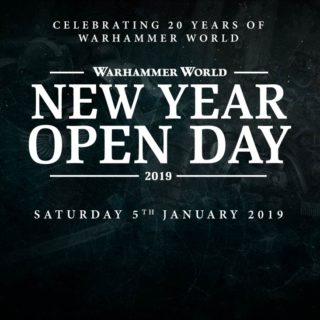 CELEBRATING 20 YEARS OF
WARHAMMER WORLD
WARHAMMER WORLD
NEW YEAR
OPEN DAY
2019
SATURDAY 5TH JANUARY 2019